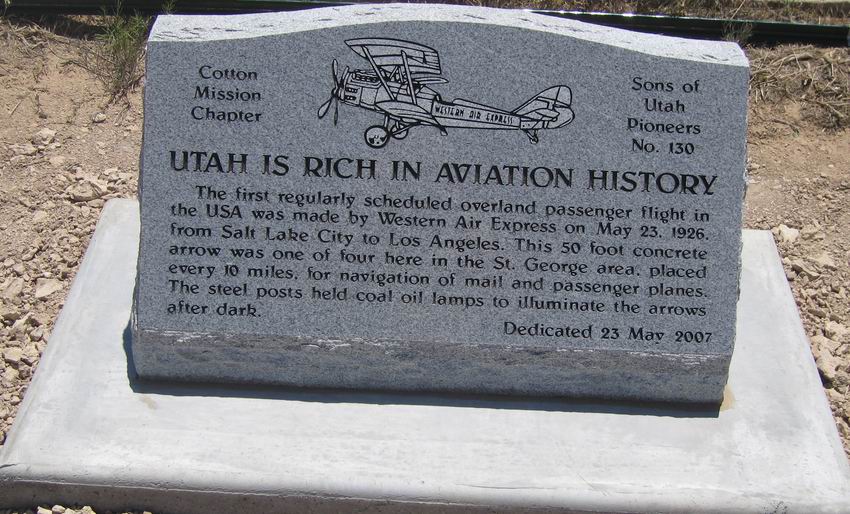 Cotton
Mission
Chapter
WESTERN AIR EXPRESS
Sons of
Utah
Pioneers
No. 130
UTAH IS RICH IN AVIATION HISTORY
The first regularly scheduled overland passenger flight in
the USA was made by Western Air Express on May 23, 1926,
from Salt Lake City to Los Angeles. This 50 foot concrete
arrow was one of four here in the St. George area, placed
every 10 miles, for navigation of mail and passenger planes.
The steel posts held coal oil lamps to illuminate the arrows
after dark.
Dedicated 23 May 2007